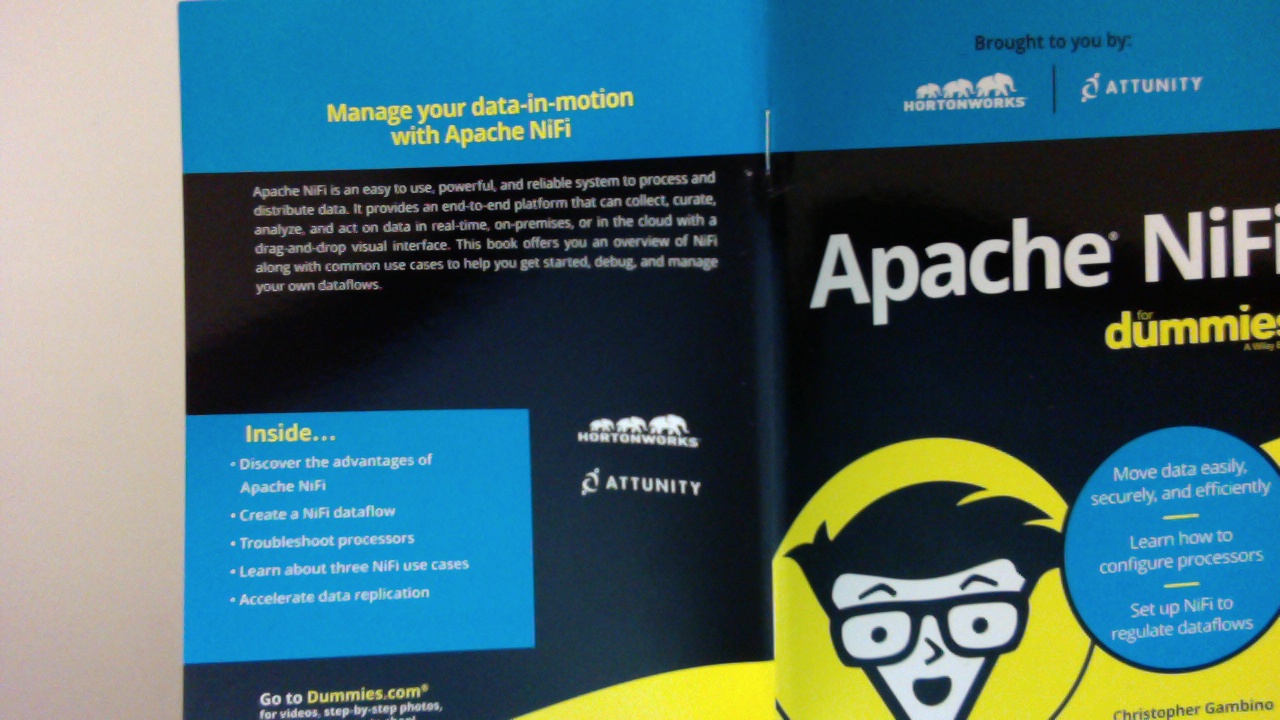 Manage your data-in-motion
with Apache NiFi
Apache NiFi is an easy to use, powerful, and reliable system to process and
distribute data. It provides an end-to-end platform that can collect, curate,
analyze, and act on data in real-time, on-premises, or in the cloud with a
drag-and-drop visual interface. This book offers you an overview of NiFi
along with common use cases to help you get started, debug, and manage
your own dataflows.
Inside...
• Discover the advantages of
Apache NiFi
• Create a NiFi dataflow
• Troubleshoot processors
• Learn about three NiFi use cases
• Accelerate data replication
HORTONWORKS
ATTUNITY
Go to Dummies.com®
for videos, step-by-step photos,
Brought to you by:
HORTONWORKS
ATTUNITY
Apache® NiFi
for
dummies
A Wiley
Move data easily,
securely, and efficiently
Learn how to
configure processors
Set up NiFi to
regulate dataflows
Christopher Gambino